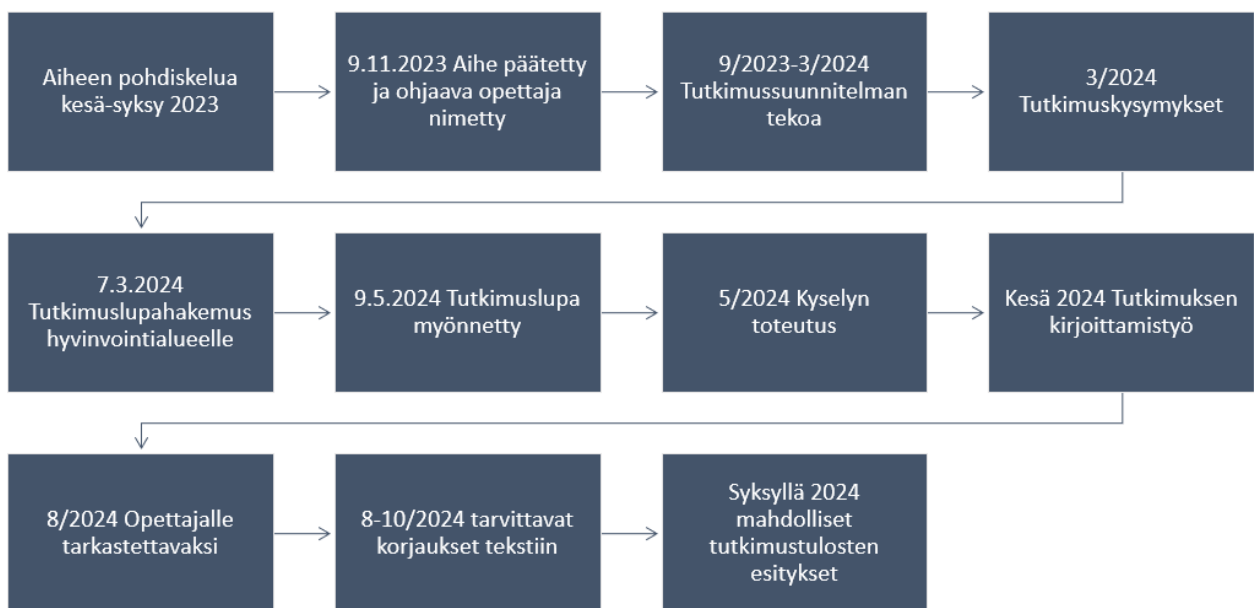 Aiheen pohdiskelua
kesä-syksy 2023
9.11.2023 Aihe päätetty
ja ohjaava opettaja
nimetty
9/2023-3/2024
Tutkimussuunnitelman
tekoa
3/2024
Tutkimuskysymykset
7.3.2024
Tutkimuslupahakemus
hyvinvointialueelle
9.5.2024 Tutkimuslupa
myönnetty
5/2024 Kyselyn
toteutus
Kesä 2024 Tutkimuksen
kirjoittamistyö
8/2024 Opettajalle
tarkastettavaksi
8-10/2024 tarvittavat
korjaukset tekstiin
Syksyllä 2024
mahdolliset
tutkimustulosten
esitykset